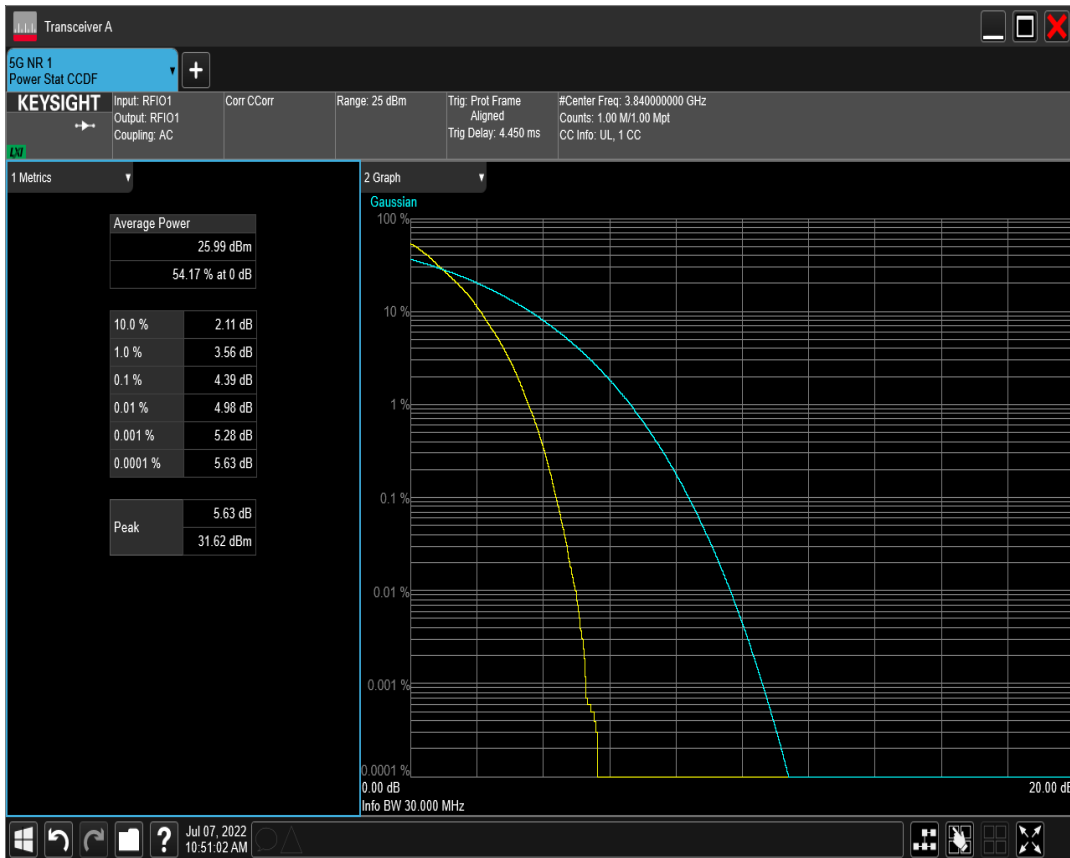 Transceiver A
5G NR 1
Power Stat CCDF
+
KEYSIGHT
LXI
Input: RFIO1
Output: RFIO1
Coupling: AC
Corr CCorr
Range: 25 dBm
Trig: Prot Frame
Aligned
Trig Delay: 4.450 ms
#Center Freq: 3.840000000 GHz
Counts: 1.00 M/1.00 Mpt
CC Info: UL, 1 CC
1 Metrics
Average Power
25.99 dBm
54.17 % at 0 dB
10.0 % 2.11 dB
1.0 % 3.56 dB
0.1 % 4.39 dB
0.01 % 4.98 dB
0.001 % 5.28 dB
0.0001 % 5.63 dB
Peak
5.63 dB
31.62 dBm
2 Graph
Gaussian
100 %
10 %
1 %
0.1 %
0.01 %
0.001 %
0.0001 %
0.00 dB
20.00 dB
Info BW 30.000 MHz
?
Jul 07, 2022
10:51:02 AM